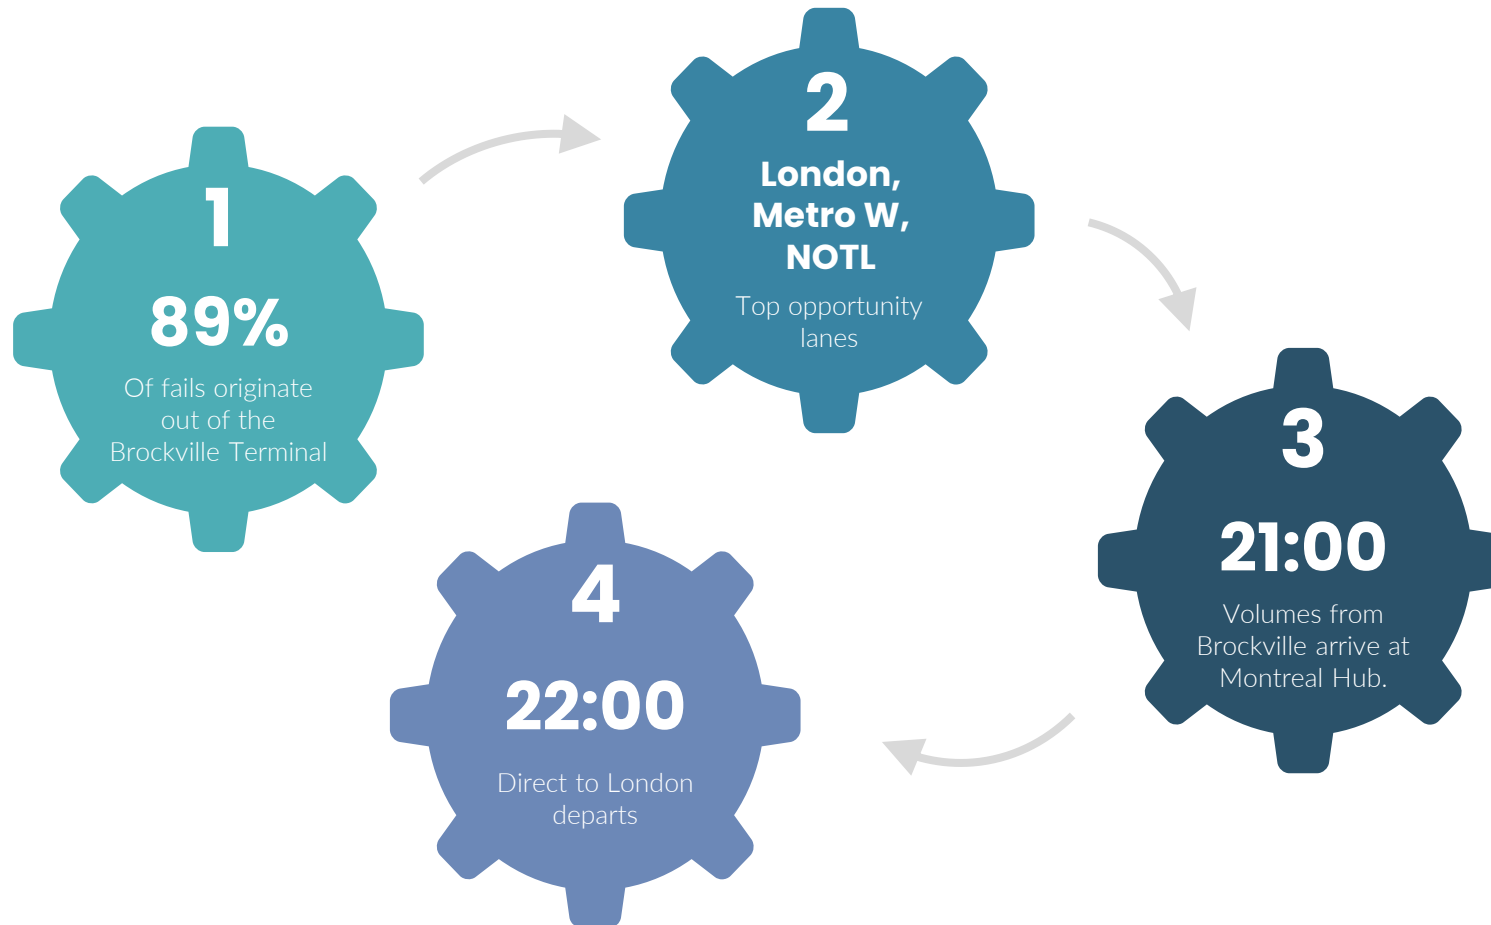 1
89%
Of fails originate
out of the
Brockville Terminal
2
London,
Metro W,
NOTL
Top opportunity
lanes
3
21:00
Volumes from
Brockville arrive at
Montreal Hub.
4
22:00
Direct to London
departs